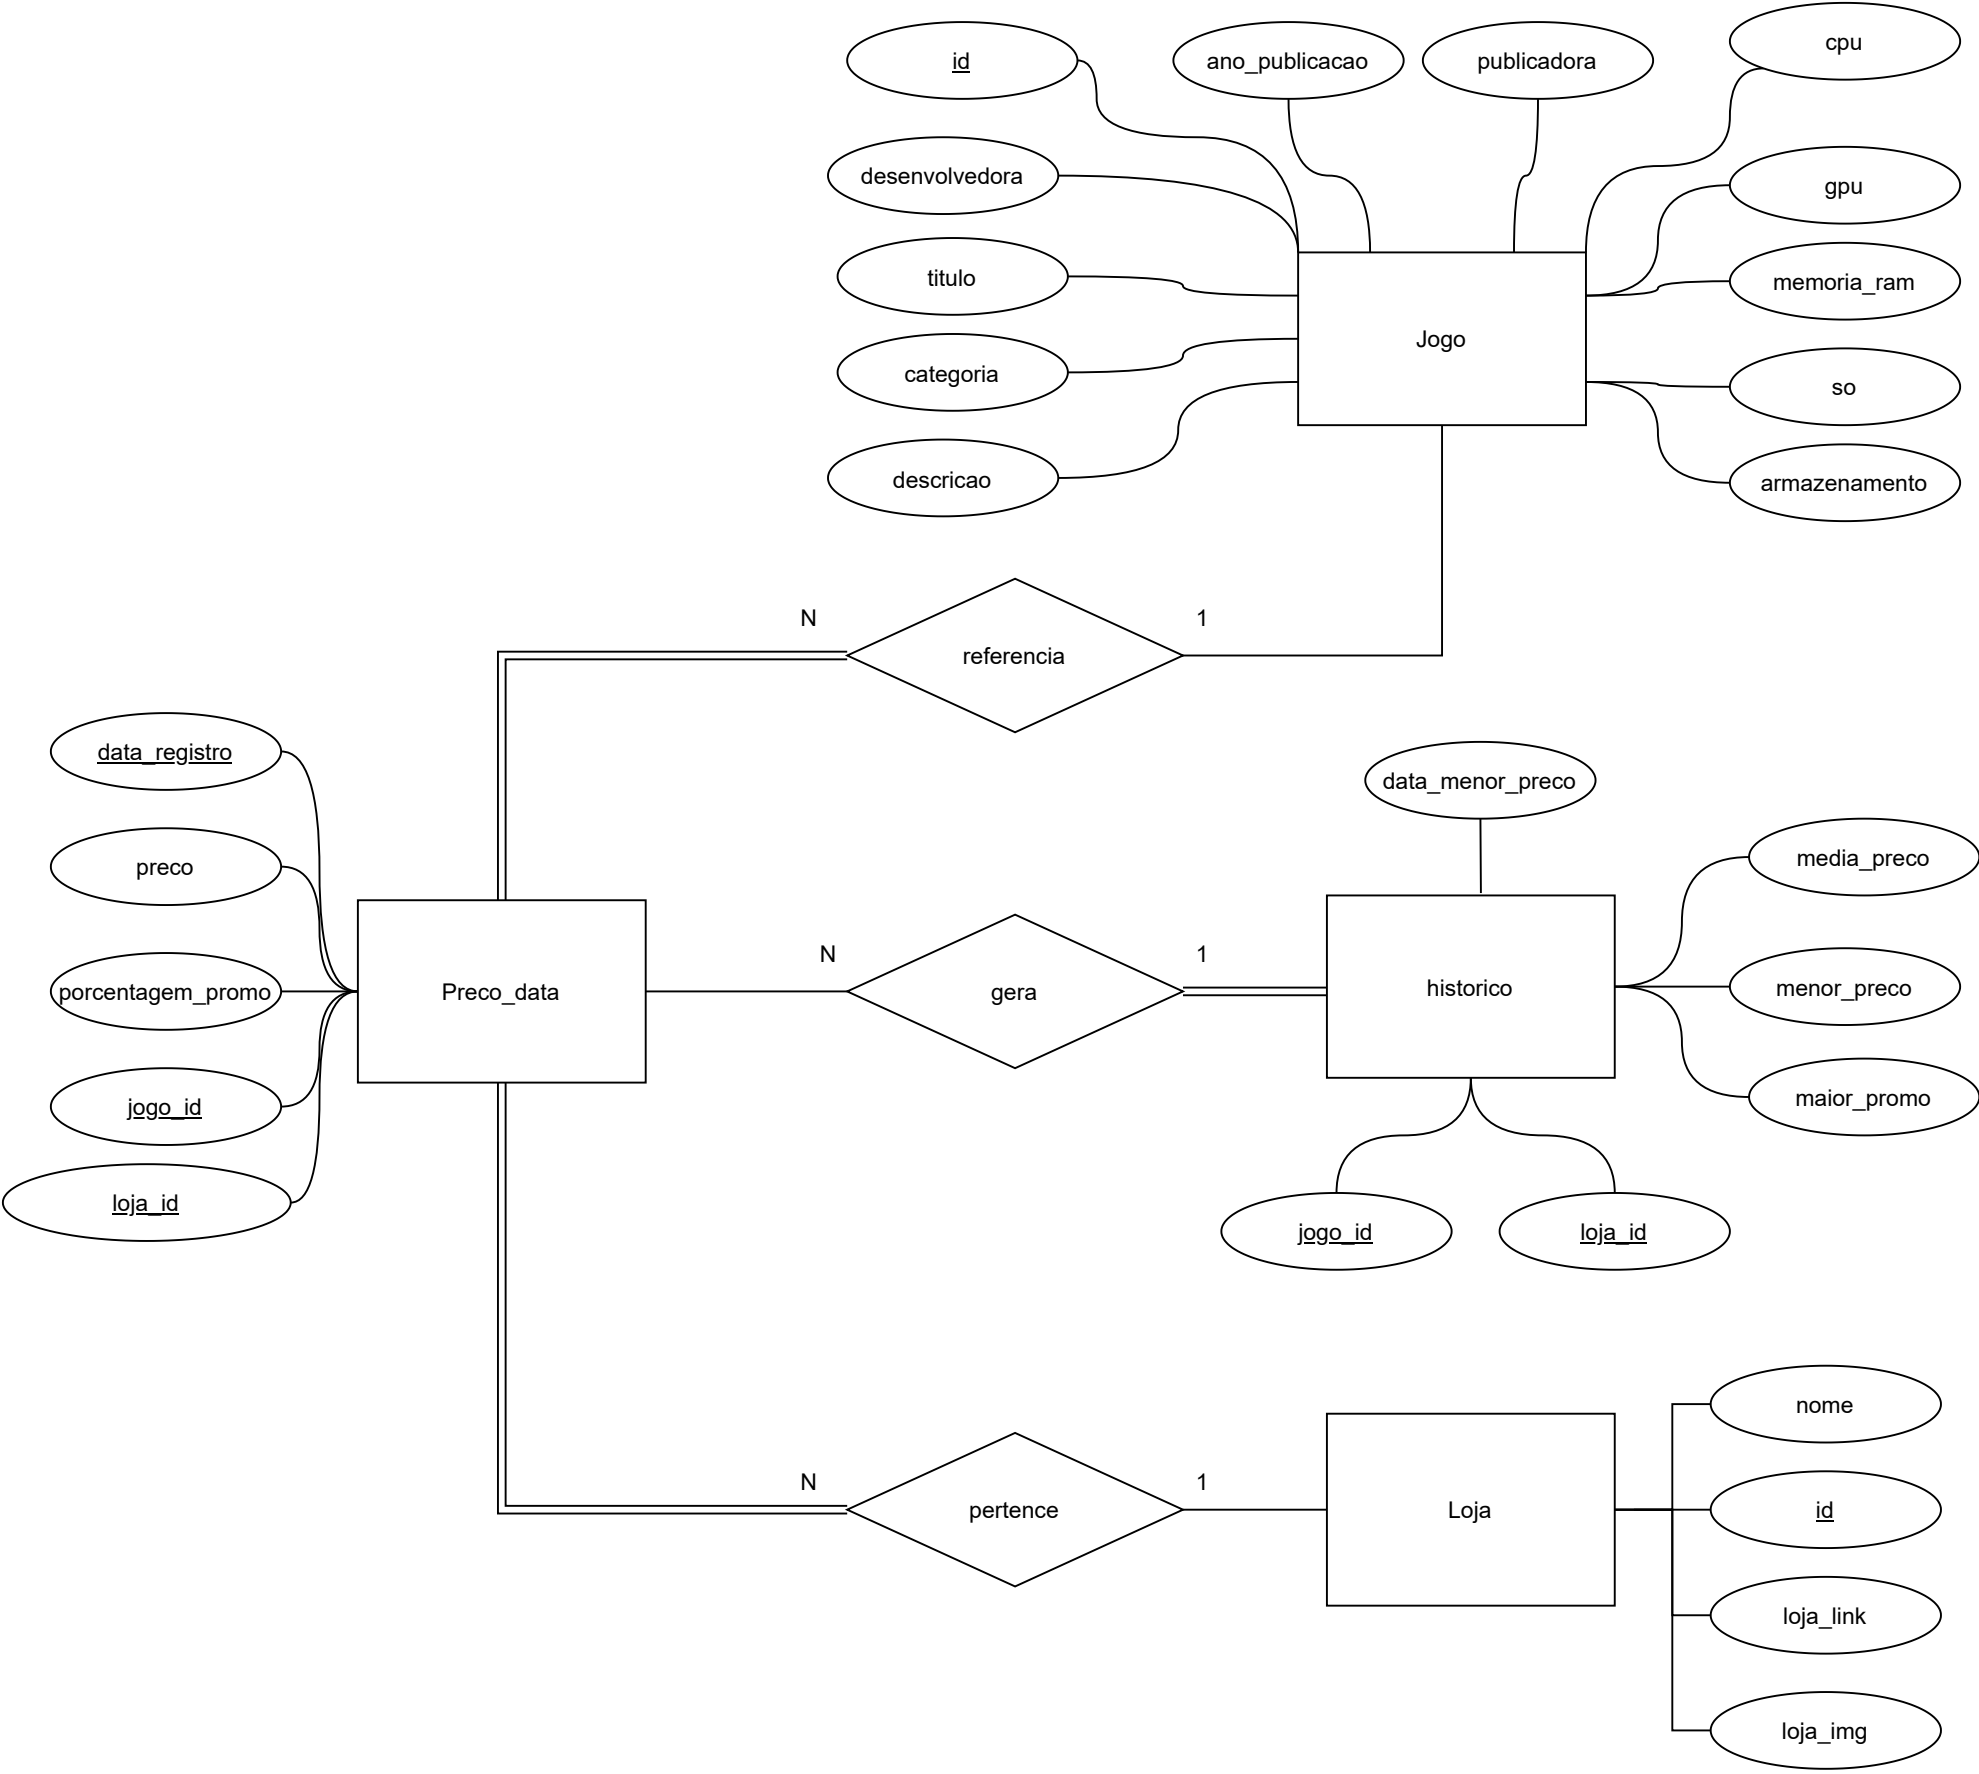 id
ano_publicacao
publicadora
cpu
desenvolvedora
gpu
titulo
memoria_ram
Jogo
categoria
so
descricao
armazenamento
N
1
referencia
data_registro
data_menor_preco
preco
media_preco
N
1
porcentagem_promo
Preco_data
gera
historico
menor_preco
jogo_id
maior_promo
loja_id
jogo_id
loja_id
nome
N
1
pertence
Loja
id
loja_link
loja_img